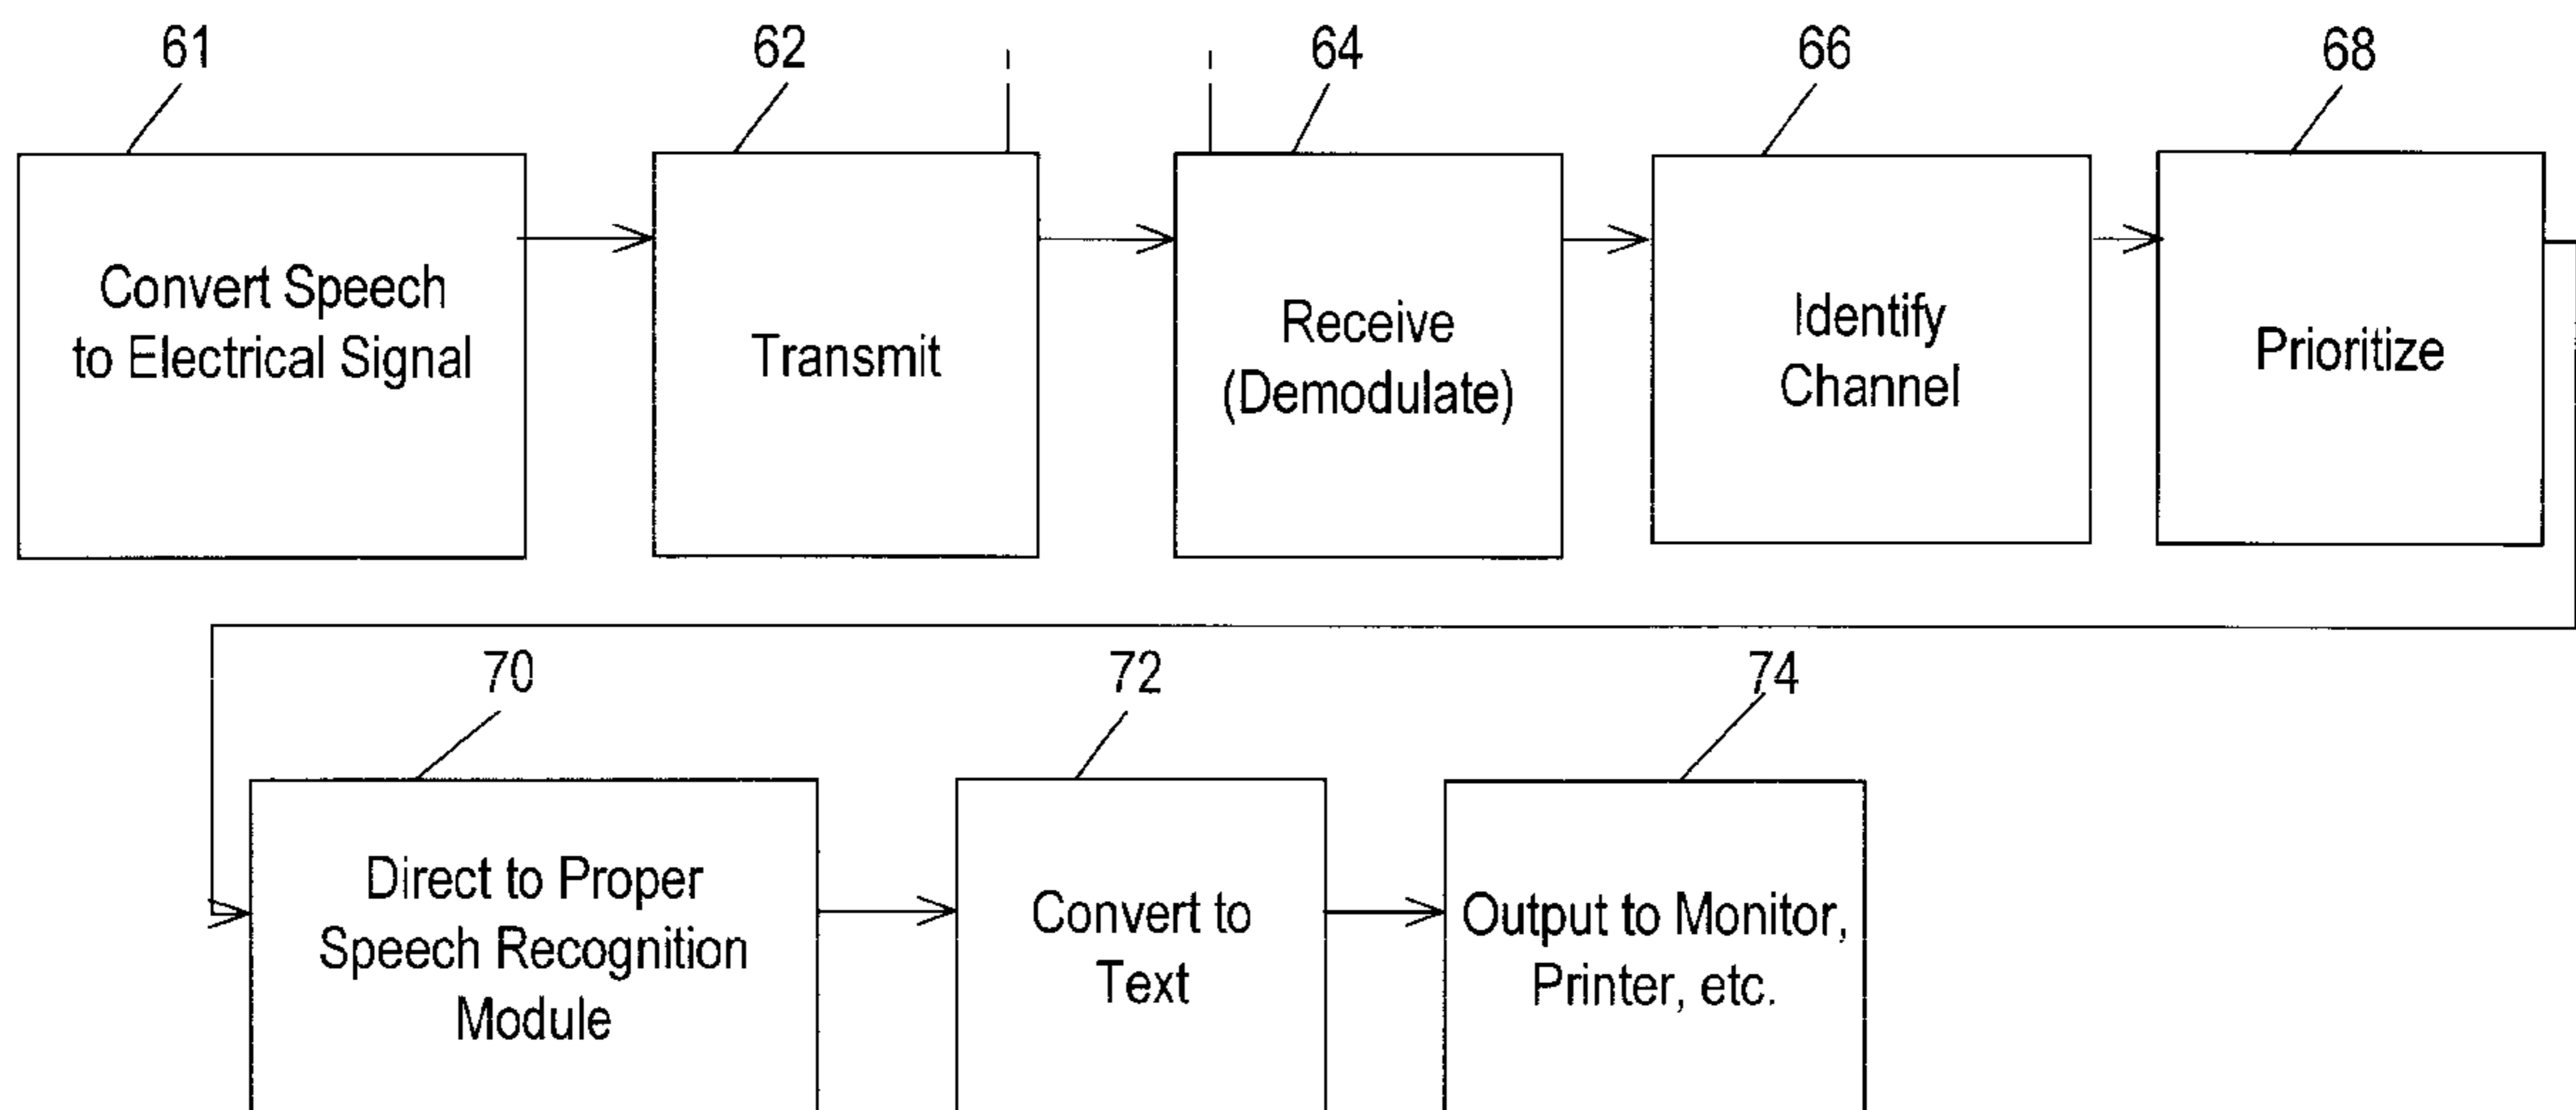 61
62
64
66
68
Convert Speech
to Electrical Signal
Transmit
Receive
(Demodulate)
Identify
Channel
Prioritize
70
72
74
Direct to Proper
Speech Recognition
Module
Convert to
Text
Output to Monitor,
Printer, etc.